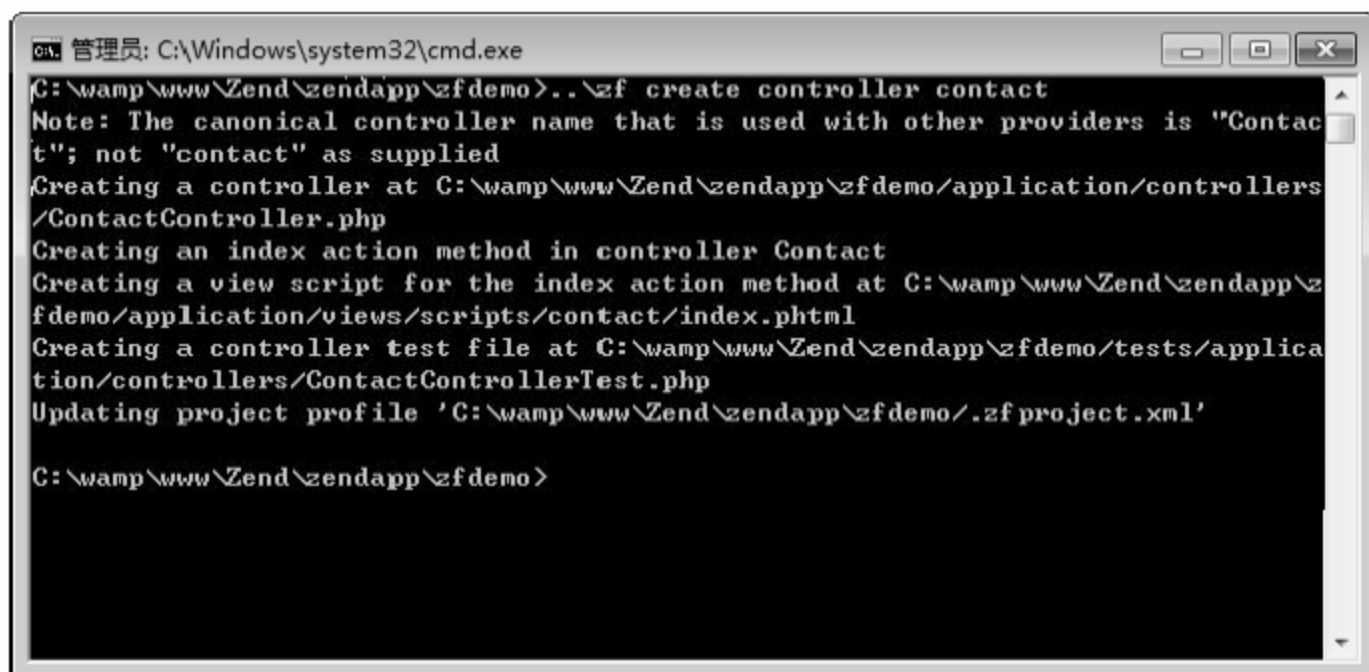 管理员: C:\Windows\system32\cmd.exe
C:\wamp\www\Zend\zendapp\zfdemo>..\zf create controller contact
Note: The canonical controller name that is used with other providers is "Contac
t"; not "contact" as supplied
Creating a controller at C:\wamp\www\Zend\zendapp\zfdemo/application/controllers
/ContactController.php
Creating an index action method in controller Contact
Creating a view script for the index action method at C:\wamp\www\Zend\zendapp\z
fdemo/application/views/scripts/contact/index.phtml
Creating a controller test file at C:\wamp\www\Zend\zendapp\zfdemo/tests/applica
tion/controllers/ContactControllerTest.php
Updating project profile 'C:\wamp\www\Zend\zendapp\zfdemo/.zfproject.xml'
C:\wamp\www\Zend\zendapp\zfdemo>